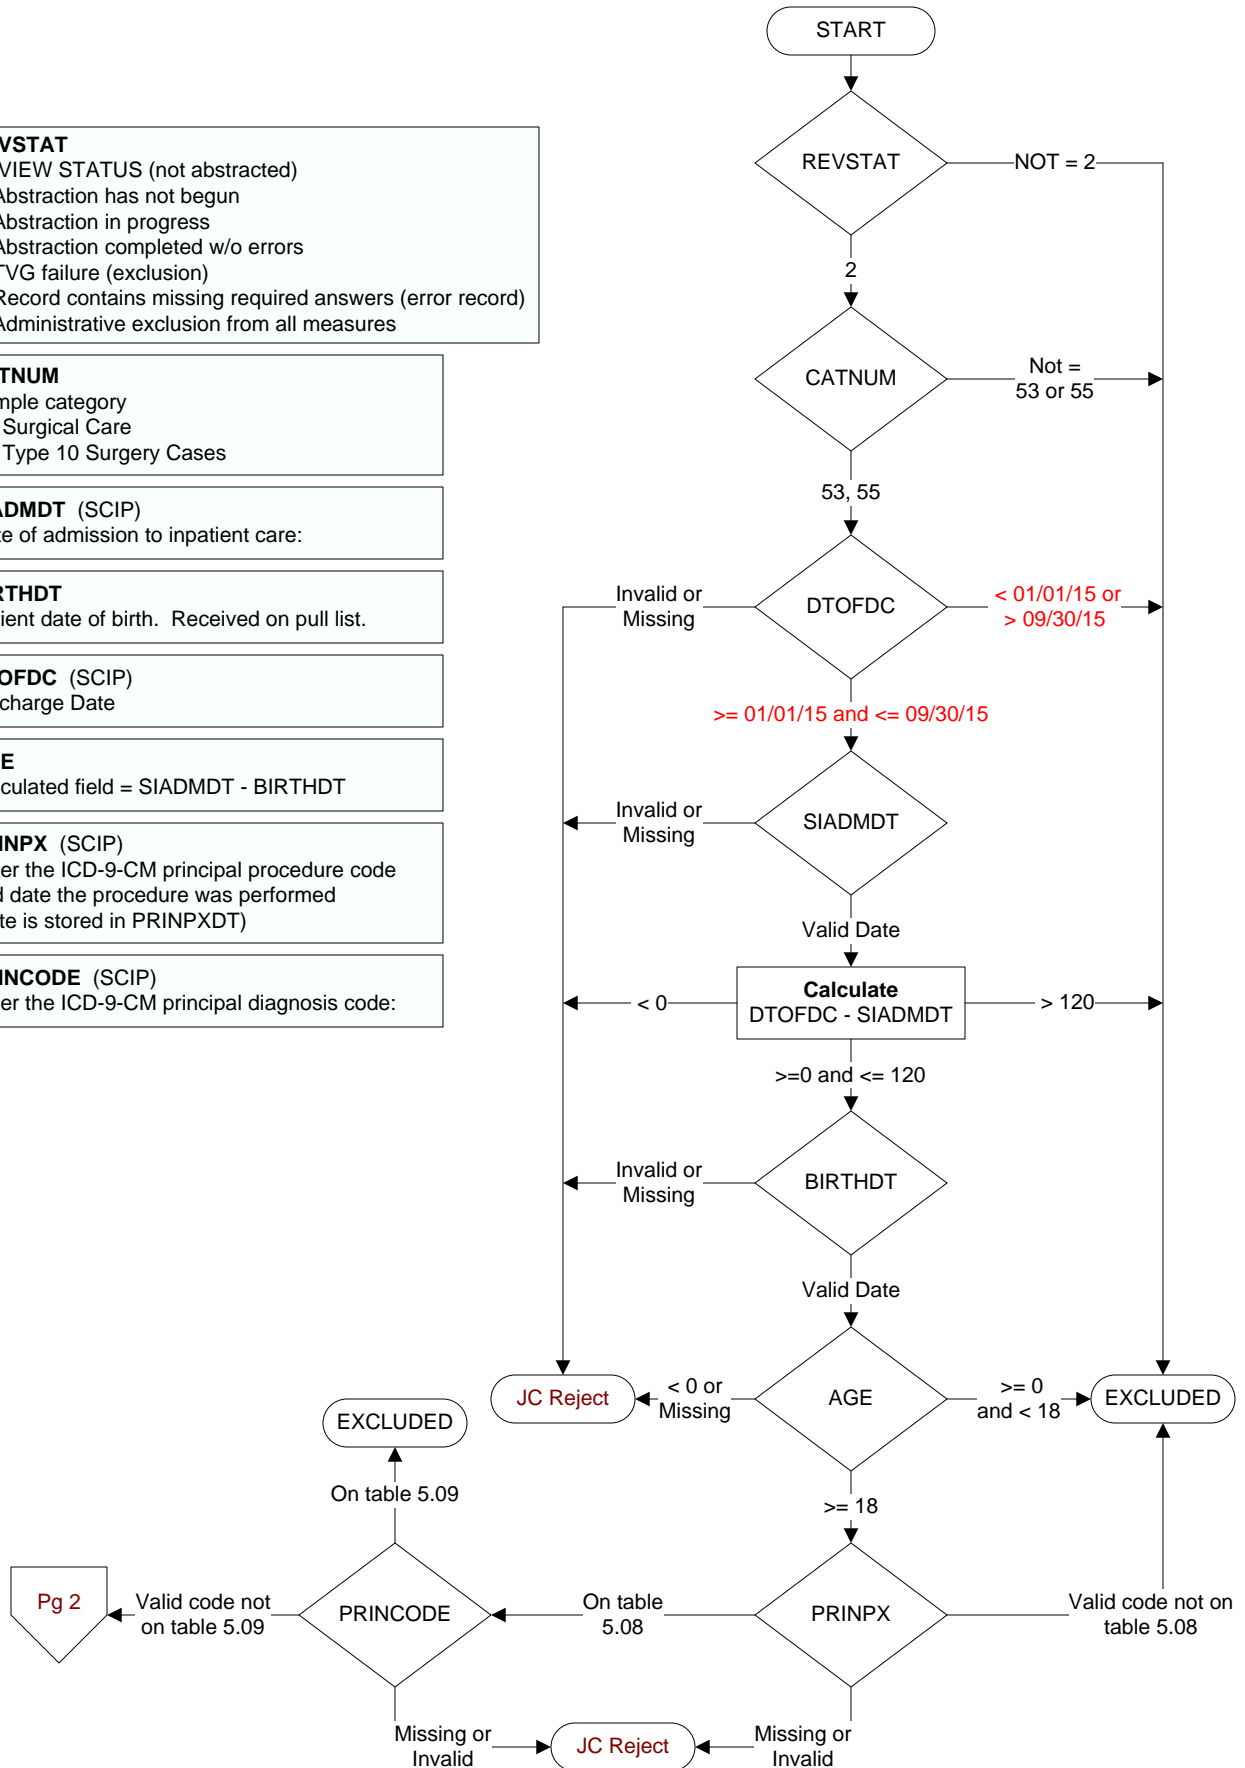 START
VSTAT
VIEW STATUS (not abstracted)
Abstraction has not begun
Abstraction in progress
Abstraction completed w/o errors
TVG failure (exclusion)
Record contains missing required answers (error record)
Administrative exclusion from all measures
TNUM
mple category
Surgical Care
Type 10 Surgery Cases
ADMDT (SCIP)
te of admission to inpatient care:
RTHDT
ient date of birth. Received on pull list.
OFDC (SCIP)
charge Date
E
culated field = SIADMDT - BIRTHDT
INPX (SCIP)
er the ICD-9-CM principal procedure code
d date the procedure was performed
te is stored in PRINPXDT)
INCODE (SCIP)
er the ICD-9-CM principal diagnosis code:
REVSTAT
NOT = 2
2
CATNUM
Not =
53 or 55
53, 55
Invalid or
Missing
DTOFDC
< 01/01/15 or
> 09/30/15
>= 01/01/15 and <= 09/30/15
Invalid or
Missing
SIADMDT
Valid Date
< 0
Calculate
DTOFDC - SIADMDT
> 120
>=0 and <= 120
Invalid or
Missing
BIRTHDT
Valid Date
JC Reject
< 0 or
Missing
AGE
>= 0
and < 18
EXCLUDED
EXCLUDED
On table 5.09
>= 18
Pg 2
Valid code not
on table 5.09
PRINCODE
On table
5.08
PRINPX
Valid code not on
table 5.08
Missing or
Invalid
JC Reject
Missing or
Invalid